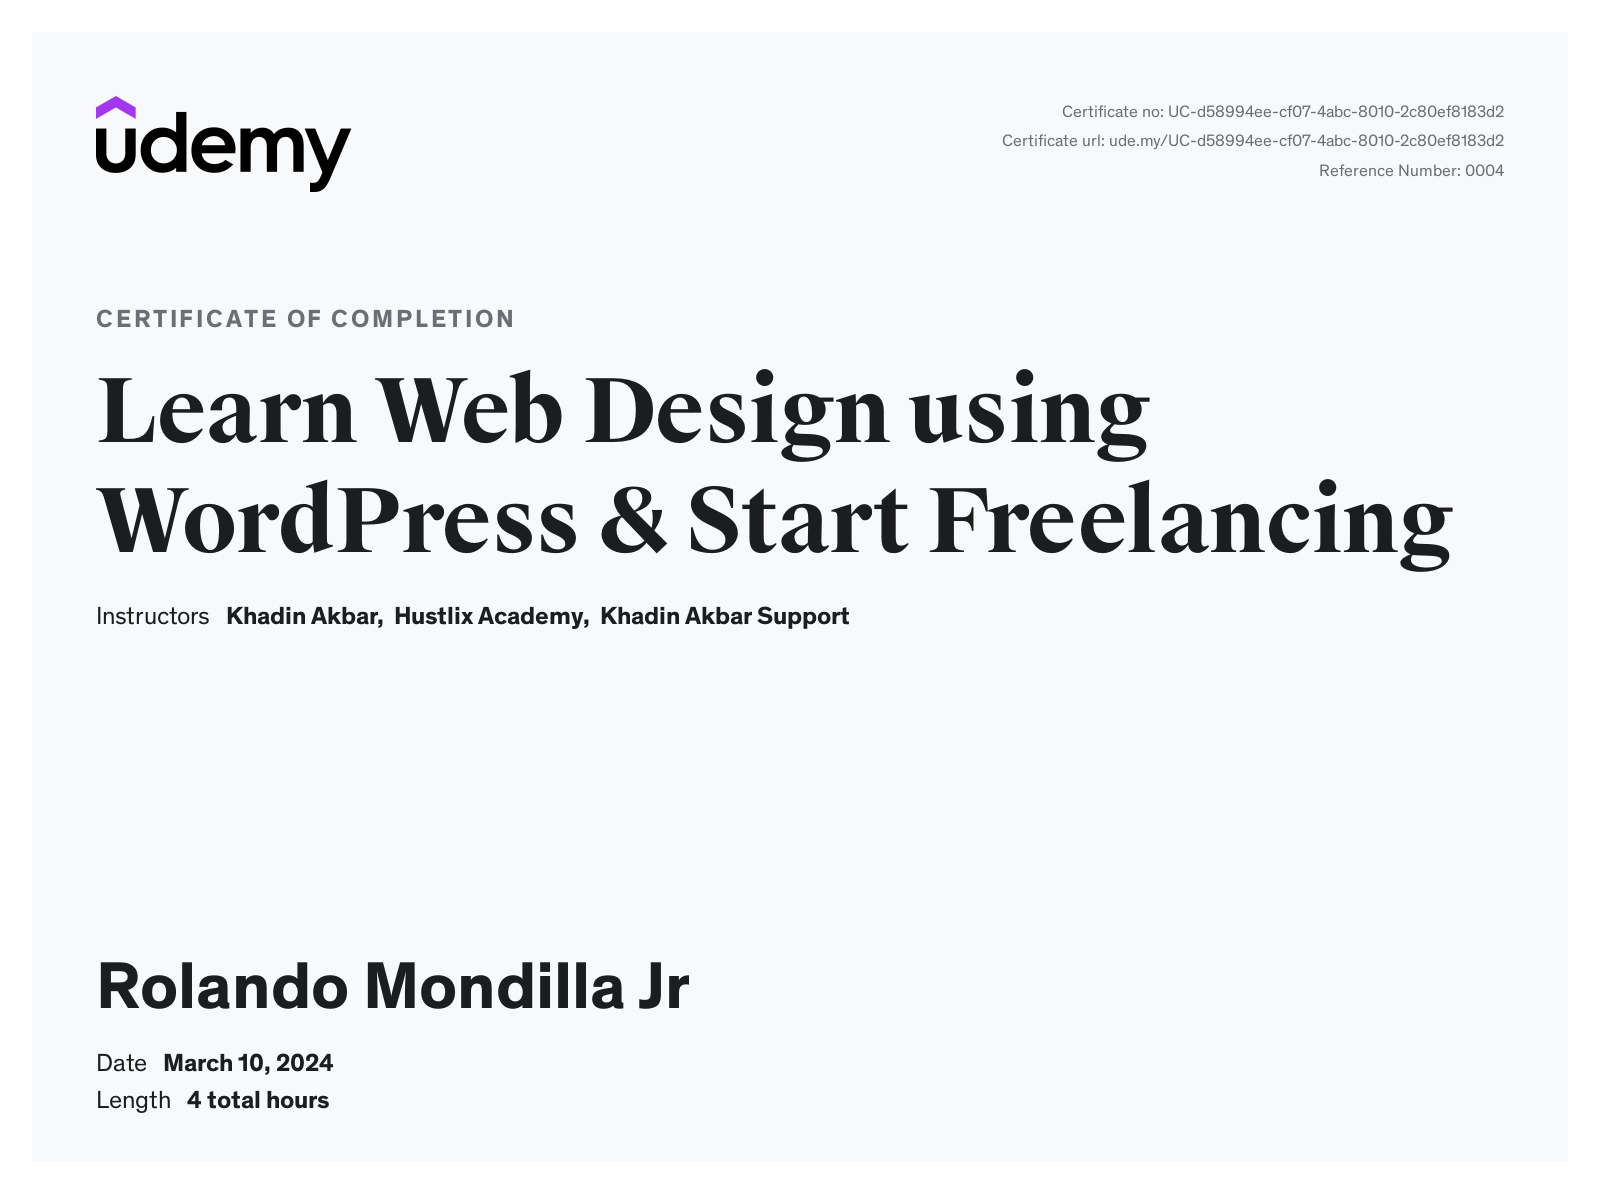 udemy
Certificate no: UC-d58994ee-cf07-4abc-8010-2c80ef8183d2
Certificate url: ude.my/UC-d58994ee-cf07-4abc-8010-2c80ef8183d2
Reference Number: 0004
CERTIFICATE OF COMPLETION
Learn Web Design using
WordPress & Start Freelancing
Instructors Khadin Akbar, Hustlix Academy, Khadin Akbar Support
Rolando Mondilla Jr
Date March 10, 2024
Length 4 total hours